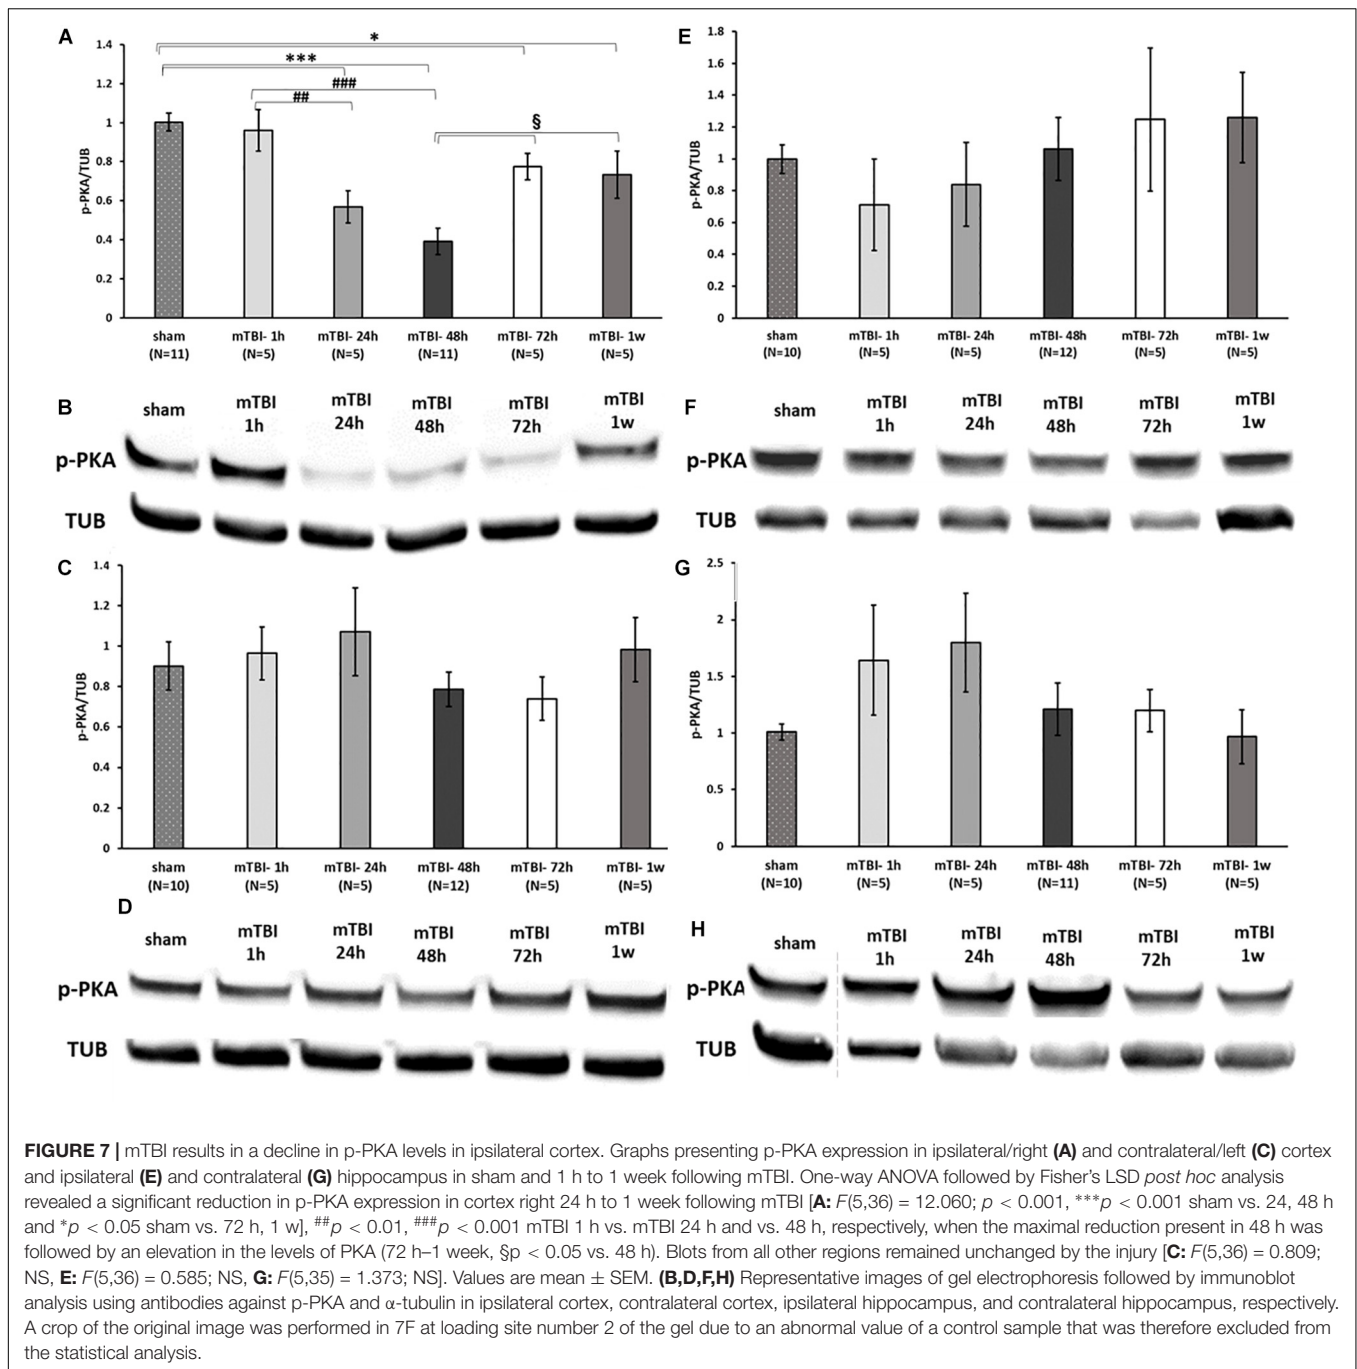 A
1.4
1.2
1
0.8
0.6
0.4
0.2
0
p-PKA/TUB
*
***
###
##
§
sham mTBI- 1h mTBI- 24h mTBI- 48h mTBI- 72h mTBI- 1w
(N=11) (N=5) (N=5) (N=11) (N=5) (N=5)
E
1.8
1.6
1.4
1.2
1
0.8
0.6
0.4
0.2
0
p-PKA/TUB
sham mTBI- 1h mTBI- 24h mTBI- 48h mTBI- 72h mTBI- 1w
(N=10) (N=5) (N=5) (N=12) (N=5) (N=5)
B
sham mTBI mTBI mTBI mTBI mTBI
1h 24h 48h 72h 1w
p-PKA
TUB
F
sham mTBI mTBI mTBI mTBI mTBI
1h 24h 48h 72h 1w
p-PKA
TUB
C
1.4
1.2
1
0.8
0.6
0.4
0.2
0
p-PKA/TUB
sham mTBI- 1h mTBI- 24h mTBI- 48h mTBI- 72h mTBI- 1w
(N=10) (N=5) (N=5) (N=12) (N=5) (N=5)
G
2.5
2
1.5
1
0.5
0
p-PKA/TUB
sham mTBI- 1h mTBI- 24h mTBI- 48h mTBI- 72h mTBI- 1w
(N=10) (N=5) (N=5) (N=11) (N=5) (N=5)
D
sham mTBI mTBI mTBI mTBI mTBI
1h 24h 48h 72h 1w
p-PKA
TUB
H
sham mTBI mTBI mTBI mTBI mTBI
1h 24h 48h 72h 1w
p-PKA
TUB
FIGURE 7 | mTBI results in a decline in p-PKA levels in ipsilateral cortex. Graphs presenting p-PKA expression in ipsilateral/right (A) and contralateral/left (C) cortex
and ipsilateral (E) and contralateral (G) hippocampus in sham and 1 h to 1 week following mTBI. One-way ANOVA followed by Fisher's LSD post hoc analysis
revealed a significant reduction in p-PKA expression in cortex right 24 h to 1 week following mTBI [A: F(5,36) = 12.060; p < 0.001, ***p < 0.001 sham vs. 24, 48 h
and *p < 0.05 sham vs. 72 h, 1 w], ##p < 0.01, ###p < 0.001 mTBI 1 h vs. mTBI 24 h and vs. 48 h, respectively, when the maximal reduction present in 48 h was
followed by an elevation in the levels of PKA (72 h–1 week, §p < 0.05 vs. 48 h). Blots from all other regions remained unchanged by the injury [C: F(5,36) = 0.809;
NS, E: F(5,36) = 0.585; NS, G: F(5,35) = 1.373; NS]. Values are mean ± SEM. (B,D,F,H) Representative images of gel electrophoresis followed by immunoblot
analysis using antibodies against p-PKA and α-tubulin in ipsilateral cortex, contralateral cortex, ipsilateral hippocampus, and contralateral hippocampus, respectively.
A crop of the original image was performed in 7F at loading site number 2 of the gel due to an abnormal value of a control sample that was therefore excluded from
the statistical analysis.